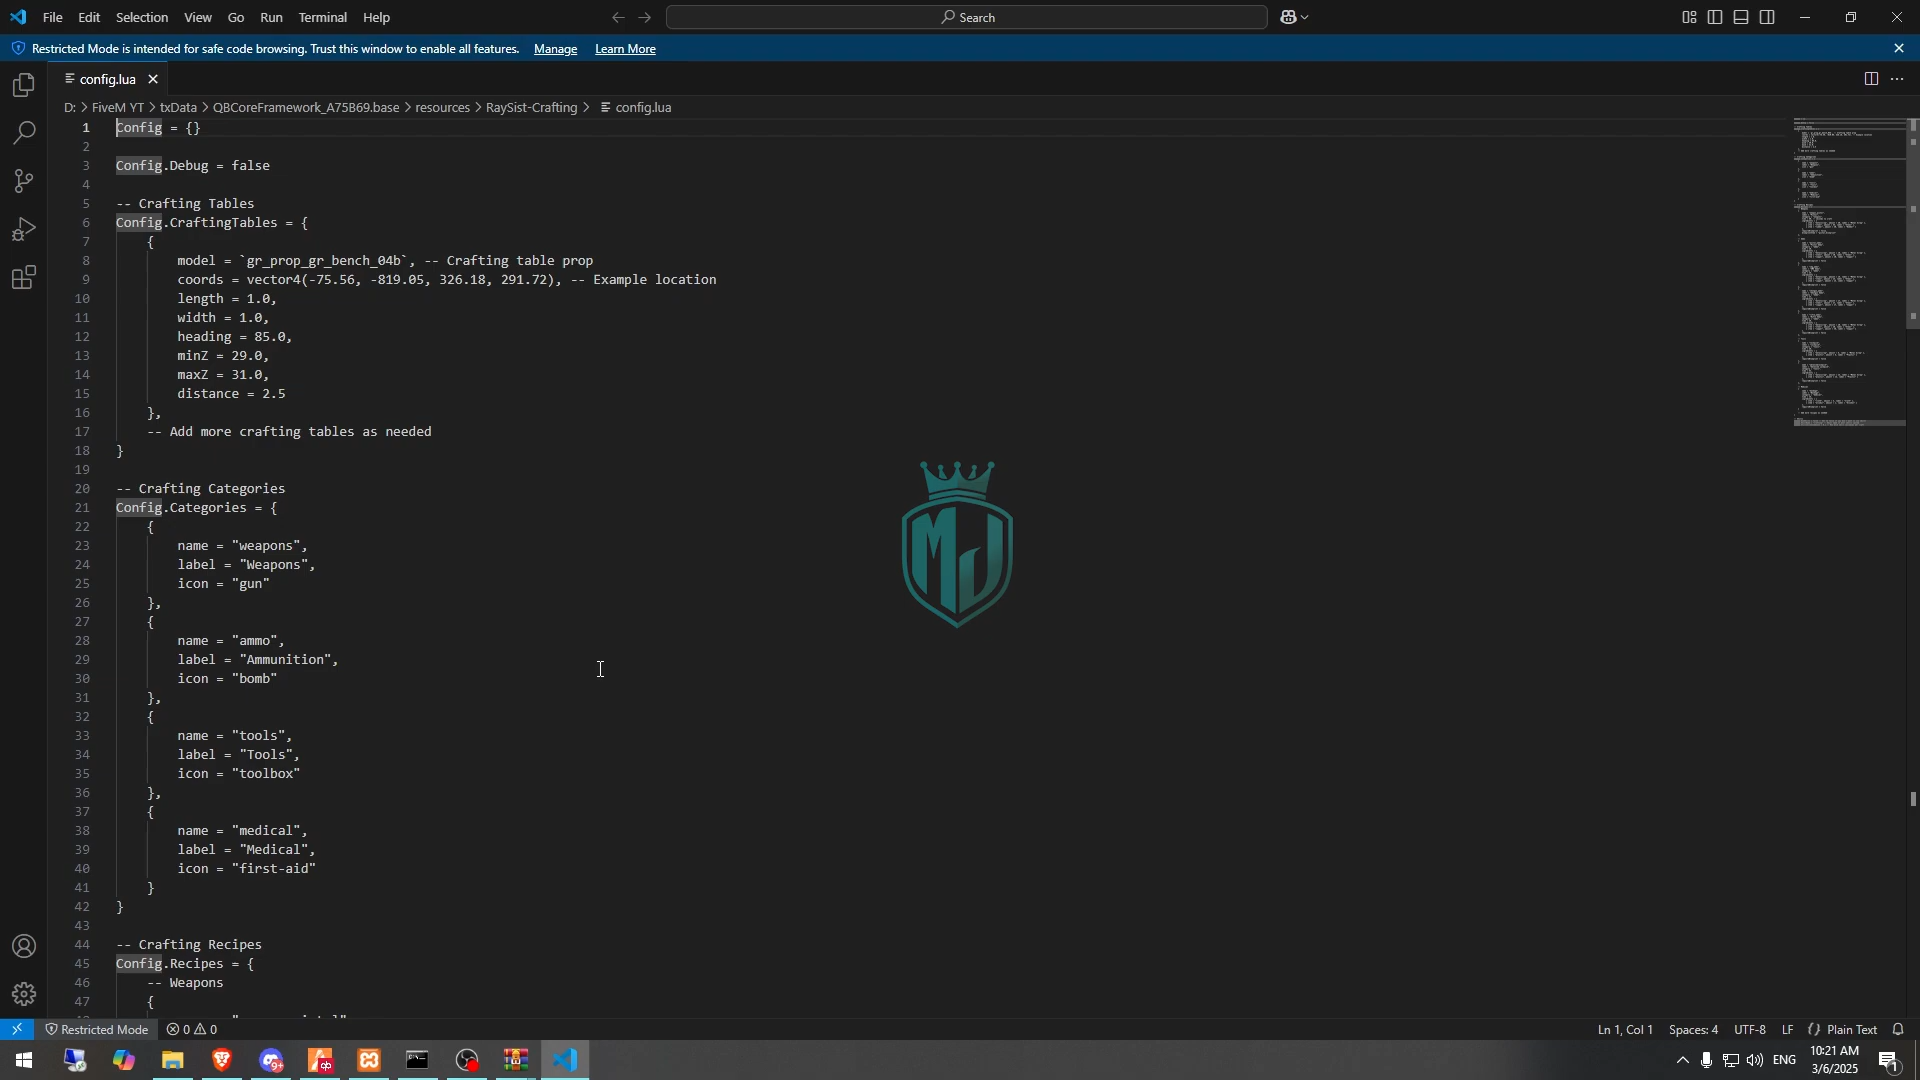 File Edit Selection View Go Run Terminal Help
Search
Restricted Mode is intended for safe code browsing. Trust this window to enable all features. Manage Learn More
config.lua
D: > FiveM YT > txData > QBCoreFramework_A75B69.base > resources > RaySist-Crafting > config.lua
1 Config = {}
2
3 Config.Debug = false
4
5 -- Crafting Tables
6 Config.CraftingTables = {
7 {
8 model = `gr_prop_gr_bench_04b`, -- Crafting table prop
9 coords = vector4(-75.56, -819.05, 326.18, 291.72), -- Example location
10 length = 1.0,
11 width = 1.0,
12 heading = 85.0,
13 minZ = 29.0,
14 maxZ = 31.0,
15 distance = 2.5
16 },
17 -- Add more crafting tables as needed
18 }
19
20 -- Crafting Categories
21 Config.Categories = {
22 {
23 name = "weapons",
24 label = "Weapons",
25 icon = "gun"
26 },
27 {
28 name = "ammo",
29 label = "Ammunition",
30 icon = "bomb"
31 },
32 {
33 name = "tools",
34 label = "Tools",
35 icon = "toolbox"
36 },
37 {
38 name = "medical",
39 label = "Medical",
40 icon = "first-aid"
41 }
42 }
43
44 -- Crafting Recipes
45 Config.Recipes = {
46 -- Weapons
47 {
MJ
Restricted Mode 0 0 Ln 1, Col 1 Spaces: 4 UTF-8 LF {} Plain Text
9+ qb ENG 10:21 AM
3/6/2025 1